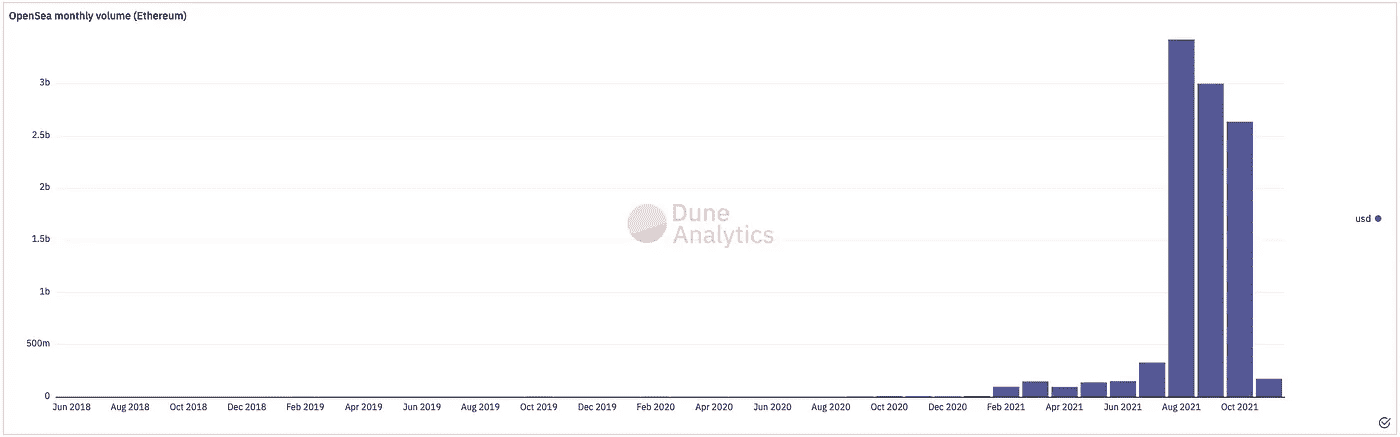 OpenSea monthly volume (Ethereum)
3b
2.5b
2b
1.5b
1b
500m
0
Jun 2018 Aug 2018 Oct 2018 Dec 2018 Feb 2019 Apr 2019 Jun 2019 Aug 2019 Oct 2019 Dec 2019 Feb 2020 Apr 2020 Jun 2020 Aug 2020 Oct 2020 Dec 2020 Feb 2021 Apr 2021 Jun 2021 Aug 2021 Oct 2021
Dune
Analytics
usd